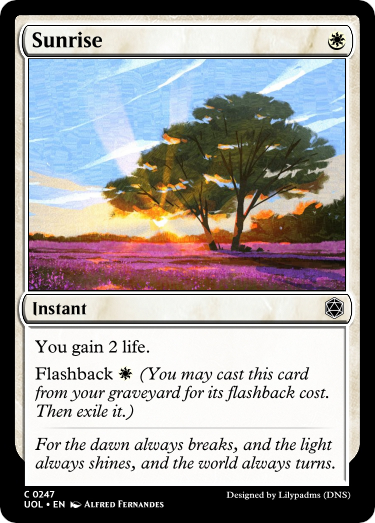 Sunrise
Instant
You gain 2 life.
Flashback (You may cast this card
from your graveyard for its flashback cost.
Then exile it.)
For the dawn always breaks, and the light
always shines, and the world always turns.
C 0247
UOL • EN Alfred Fernandes
Designed by Lilypadms (DNS)